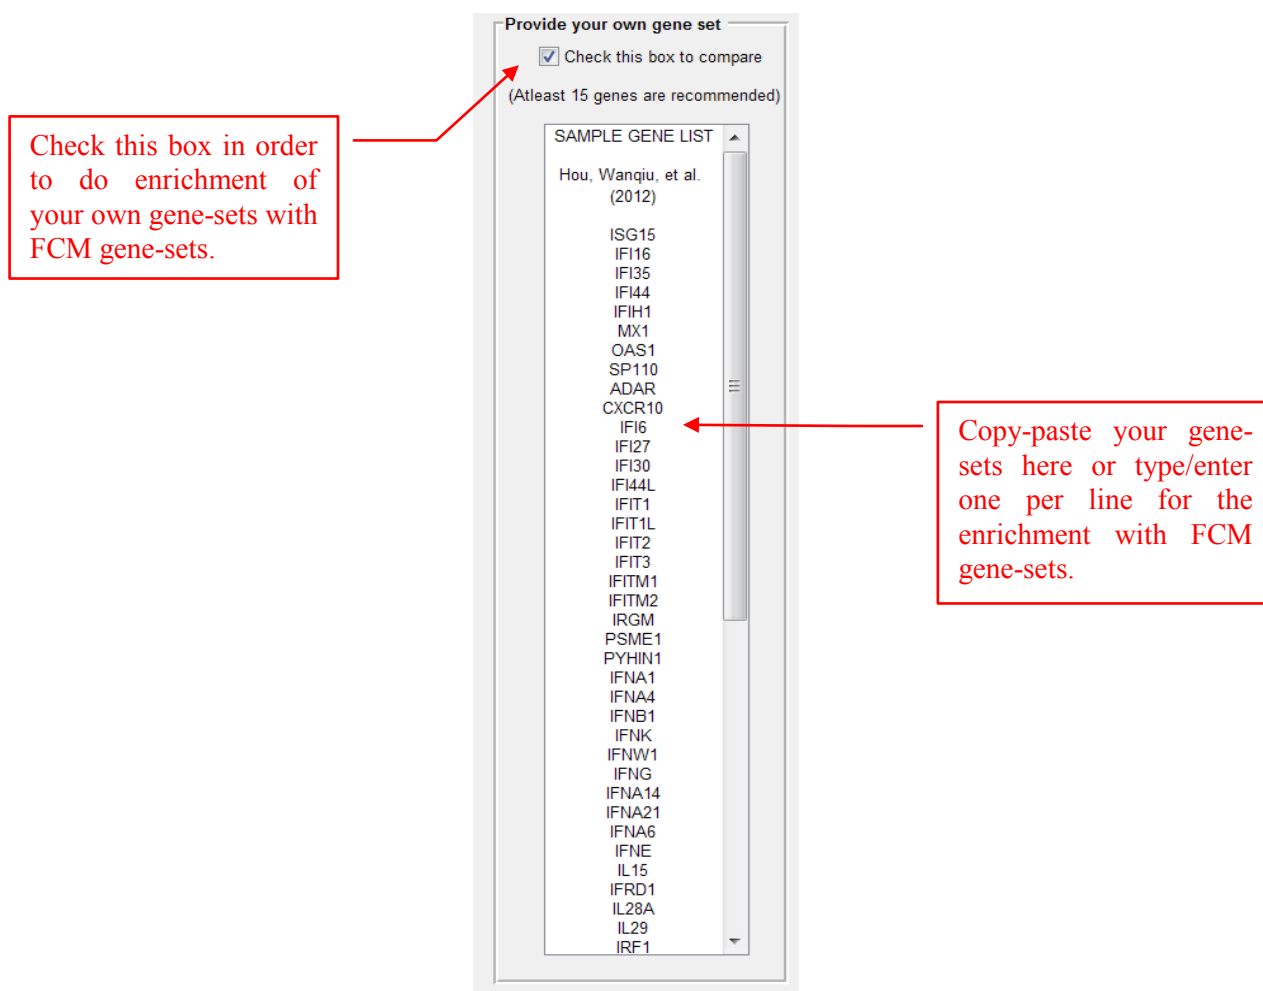 Provide your own gene set
Check this box to compare
(Atleast 15 genes are recommended)
Check this box in order
to do enrichment of
your own gene-sets with
FCM gene-sets.
SAMPLE GENE LIST
Hou, Wanqiu, et al.
(2012)
ISG15
IFI16
IFI35
IFI44
IFIH1
MX1
OAS1
SP110
ADAR
CXCR10
IFI6
IFI27
IFI30
IFI44L
IFIT1
IFIT1L
IFIT2
IFIT3
IFITM1
IFITM2
IRGM
PSME1
PYHIN1
IFNA1
IFNA4
IFNB1
IFNK
IFNW1
IFNG
IFNA14
IFNA21
IFNA6
IFNE
IL15
IFRD1
IL28A
IL29
IRF1
Copy-paste your gene-
sets here or type/enter
one per line for the
enrichment with FCM
gene-sets.